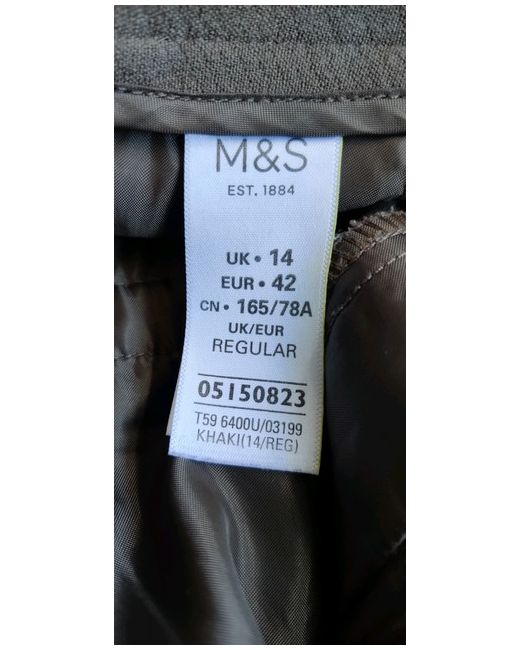 M&S
EST. 1884
UK • 14
EUR • 42
CN • 165/78A
UK/EUR
REGULAR
05150823
T59 6400U/03199
KHAKI(14/REG)